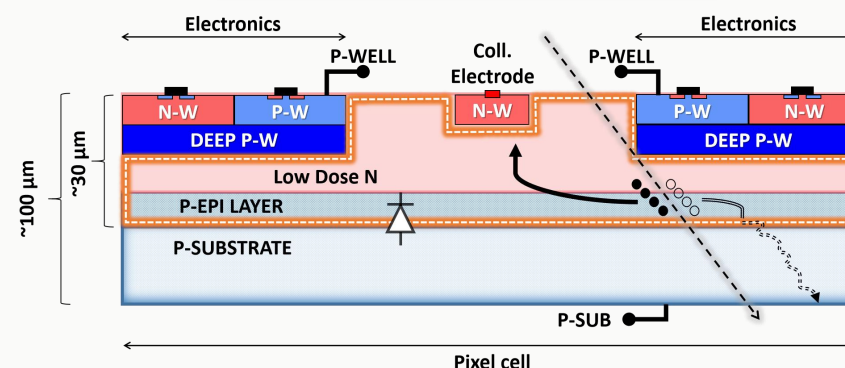 Electronics
Electronics
P-WELL
Coll.
Electrode
P-WELL
N-W
P-W
N-W
P-W
N-W
DEEP P-W
DEEP P-W
~100 µm
~30 µm
Low Dose N
P-EPI LAYER
P-SUBSTRATE
P-SUB
Pixel cell